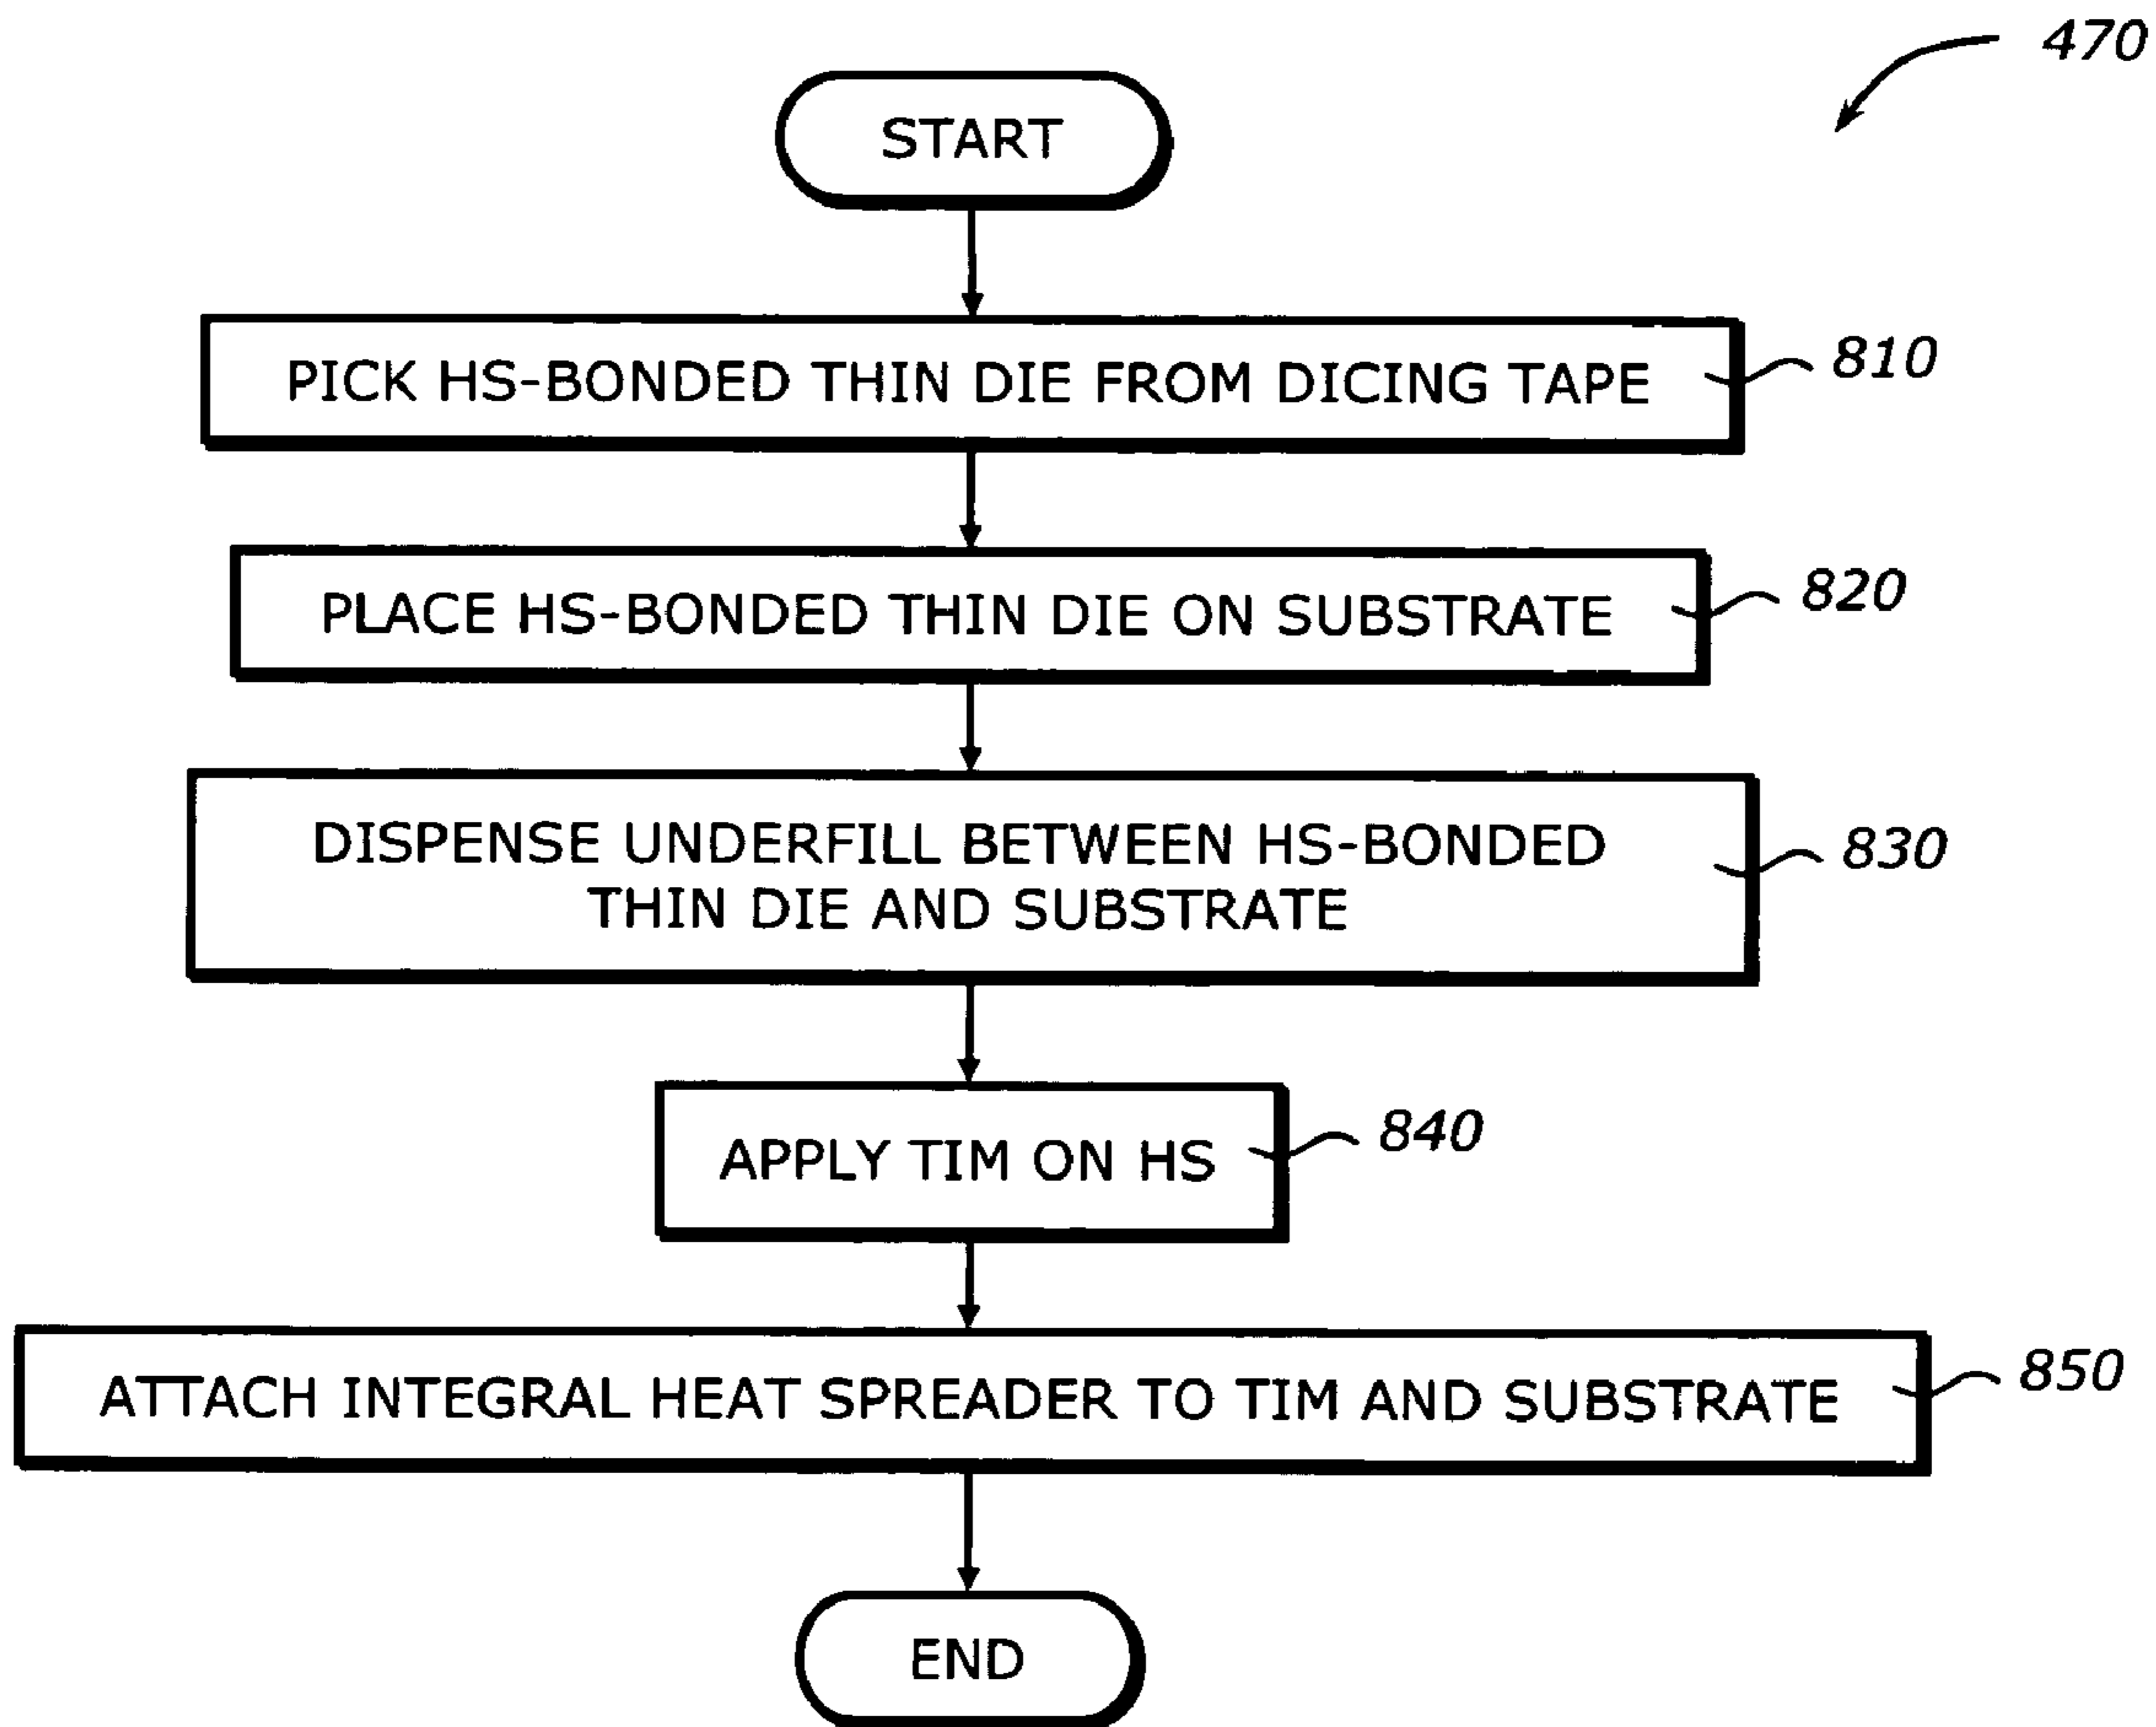 470
START
PICK HS-BONDED THIN DIE FROM DICING TAPE
810
PLACE HS-BONDED THIN DIE ON SUBSTRATE
820
DISPENSE UNDERFILL BETWEEN HS-BONDED
THIN DIE AND SUBSTRATE
830
APPLY TIM ON HS
840
ATTACH INTEGRAL HEAT SPREADER TO TIM AND SUBSTRATE
850
END